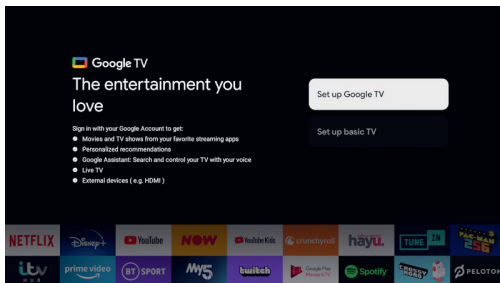 Google TV
The entertainment you
love
Sign in with your Google Account to get:
Movies and TV shows from your favorite streaming apps
Personalized recommendations
Google Assistant: Search and control your TV with your voice
Live TV
External devices ( e.g. HDMI )
Set up Google TV
Set up basic TV
NETFLIX Disney+ YouTube NOW YouTube Kids crunchyroll hayu. TUNE IN PAC-MAN 256
itv HUB prime video BT SPORT My5 twitch Google Play Movies & TV Spotify CROSSY ROAD PELOTON